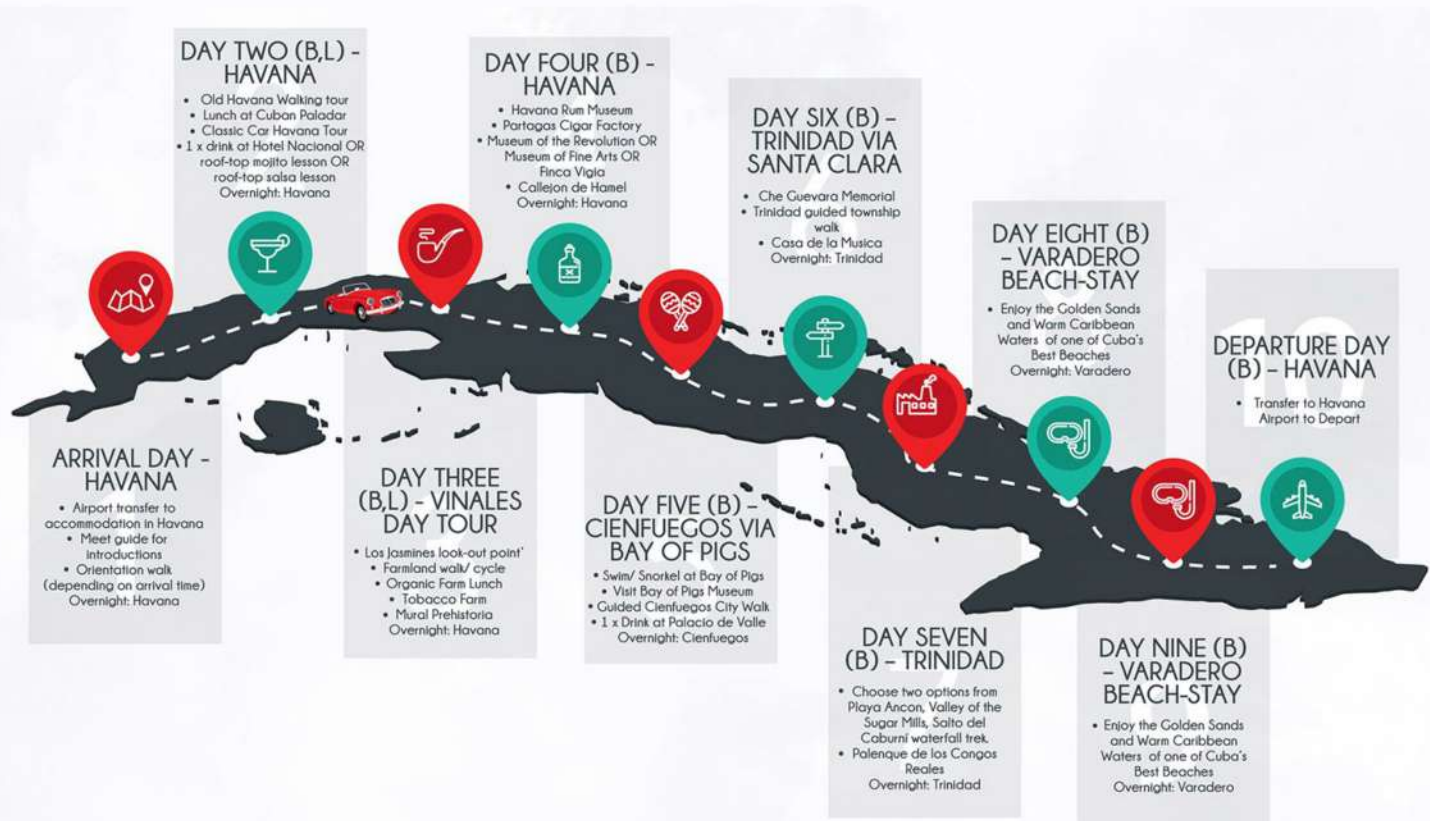 ARRIVAL DAY –
HAVANA
• Airport transfer to
accommodation in Havana
• Meet guide for
introductions
• Orientation walk
(depending on arrival time)
Overnight: Havana
1
DAY TWO (B,L) –
HAVANA
• Old Havana Walking tour
• Lunch at Cuban Paladar
• Classic Car Havana Tour
• 1 x drink at Hotel Nacional OR
roof-top mojito lesson OR
roof-top salsa lesson
Overnight: Havana
DAY THREE
(B,L) – VINALES
DAY TOUR
• Los Jasmines look-out point'
• Farmland walk/ cycle
• Organic Farm Lunch
• Tobacco Farm
• Mural Prehistoria
Overnight: Havana
DAY FOUR (B) –
HAVANA
• Havana Rum Museum
• Partagas Cigar Factory
• Museum of the Revolution OR
Museum of Fine Arts OR
Finca Vigia
• Callejon de Hamel
Overnight: Havana
DAY FIVE (B) –
CIENFUEGOS VIA
BAY OF PIGS
• Swim/ Snorkel at Bay of Pigs
• Visit Bay of Pigs Museum
• Guided Cienfuegos City Walk
• 1 x Drink at Palacio de Valle
Overnight: Cienfuegos
DAY SIX (B) –
TRINIDAD VIA
SANTA CLARA
• Che Guevara Memorial
• Trinidad guided township
walk
• Casa de la Musica
Overnight: Trinidad
6
DAY SEVEN
(B) – TRINIDAD
• Choose two options from
Playa Ancon, Valley of the
Sugar Mills, Salto del
Caburní waterfall trek.
• Palenque de los Congos
Reales
Overnight: Trinidad
7
DAY EIGHT (B)
– VARADERO
BEACH-STAY
• Enjoy the Golden Sands
and Warm Caribbean
Waters of one of Cuba's
Best Beaches
Overnight: Varadero
DAY NINE (B)
– VARADERO
BEACH-STAY
• Enjoy the Golden Sands
and Warm Caribbean
Waters of one of Cuba's
Best Beaches
Overnight: Varadero
10
DEPARTURE DAY
(B) – HAVANA
• Transfer to Havana
Airport to Depart